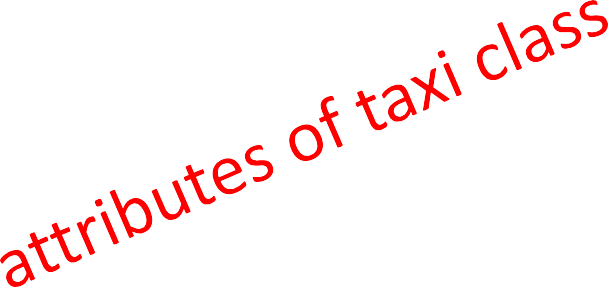 attributes of taxi class